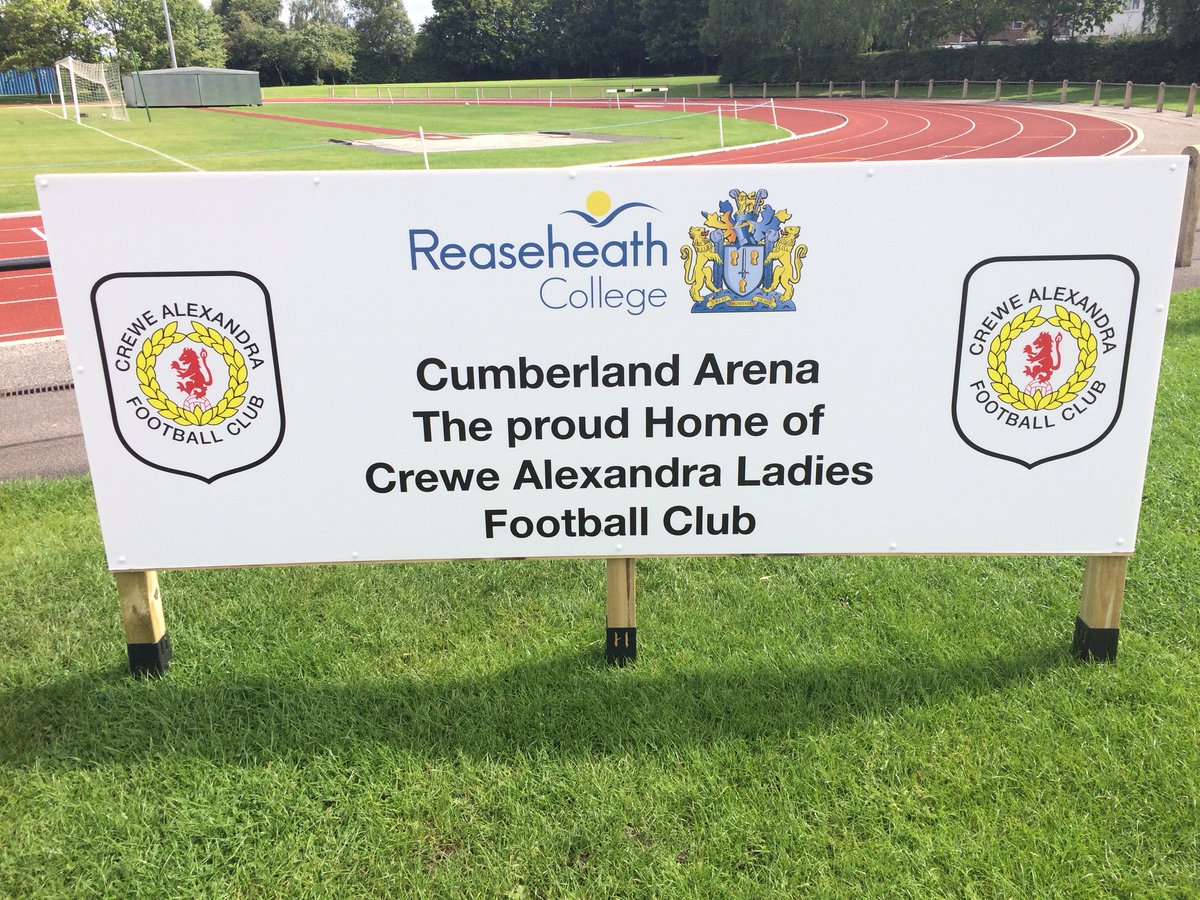 Reaseheath
College
CREWE ALEXANDRA
FOOTBALL CLUB
CREWE ALEXANDRA
FOOTBALL CLUB
Cumberland Arena
The proud Home of
Crewe Alexandra Ladies
Football Club